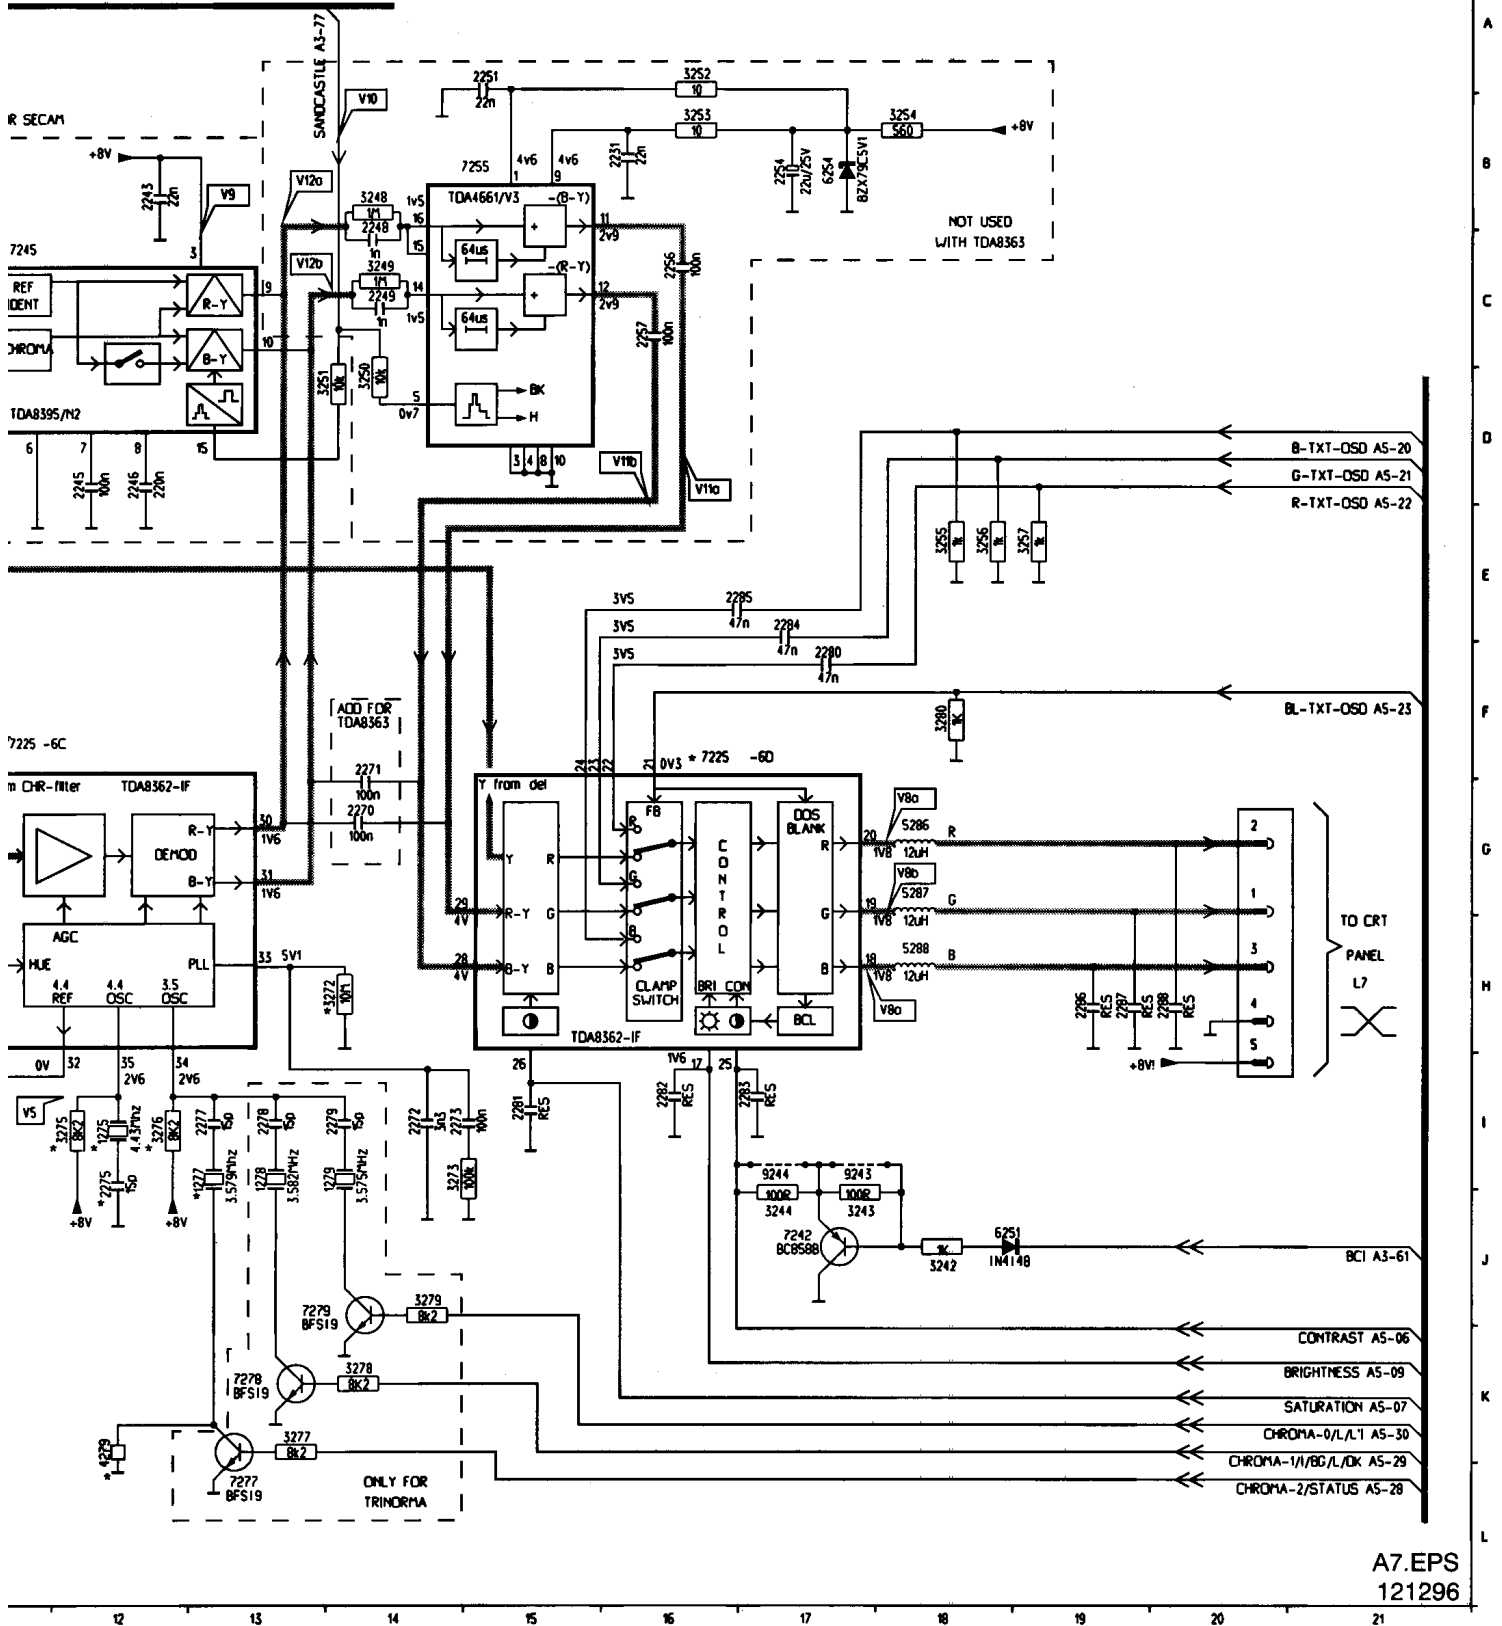 A
SANDCASTLE A3-77
V10
2251
22n
3252
10
3253
10
3254
560
+8V
R SECAM
+8V
2243
22n
V9
V12a
7255
4v6
4v6
1
9
2231
22n
2254
22u/25V
6254
BZX79C5V1
B
TDA4661/V3
-(B-Y)
3248
1M
2248
1n
1v5
16
15
64us
+
11
2v9
2256
100n
NOT USED
WITH TDA8363
7245
3
V12b
3249
1M
2249
1n
14
1v5
64us
-(R-Y)
+
12
2v9
2257
100n
C
REF
IDENT
R-Y
9
CHROMA
B-Y
10
3251
10k
3250
10k
5
0v7
BK
H
TDA8395/N2
6
7
8
15
2245
100n
2246
220n
3
4
8
10
V11b
V11a
D
B-TXT-OSD A5-20
G-TXT-OSD A5-21
R-TXT-OSD A5-22
3255
1k
3256
1k
3257
1k
E
3V5
2285
47n
3V5
2284
47n
3V5
2280
47n
ADD FOR
TDA8363
3280
1K
BL-TXT-OSD A5-23
F
7225 -6C
m CHR-filter
TDA8362-IF
2271
100n
2270
100n
Y from del
24
23
22
21
0V3
* 7225 -6D
FB
DOS
BLANK
V8a
5286
12uH
R
20
1V8
2
R-Y
30
1V6
DEMOD
B-Y
31
1V6
Y
R
R
CONTROL
R
G
V8b
5287
12uH
G
19
1V8
1
29
4V
R-Y
G
G
G
TO CRT
PANEL
L7
AGC
HUE
PLL
33
5V1
28
4V
B-Y
B
B
B
5288
12uH
B
18
1V8
3
4.4
REF
4.4
OSC
3.5
OSC
*3272
10M
CLAMP
SWITCH
BRI
CON
BCL
V8a
2286
RES
2287
RES
2288
RES
4
5
+8V!
H
TDA8362-IF
0V
32
35
2V6
34
2V6
26
1V6
17
25
V5
*3275
8K2
*1275
4.43Mhz
*3276
8K2
2277
15p
2278
15p
2279
15p
2272
3n3
2273
100n
2281
RES
2282
RES
2283
RES
I
*2275
15p
*1277
3.579Mhz
1278
3.582MHz
1279
3.575MHz
3273
100k
+8V
+8V
9244
100R
3244
9243
100R
3243
7242
BC858B
1K
3242
6251
1N4148
BCI A3-61
J
7279
BFS19
3279
8k2
CONTRAST A5-06
BRIGHTNESS A5-09
7278
BFS19
3278
8K2
SATURATION A5-07
K
CHROMA-0/L/L'1 A5-30
CHROMA-1/I/BG/L/DK A5-29
CHROMA-2/STATUS A5-28
*4279
7277
BFS19
3277
8k2
ONLY FOR
TRINORMA
L
A7.EPS
121296
12
13
14
15
16
17
18
19
20
21